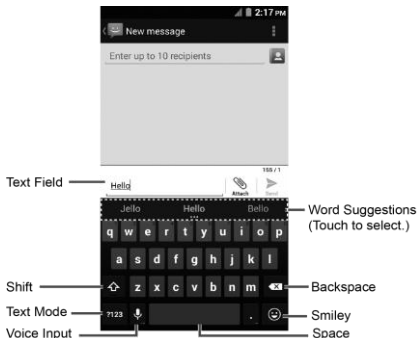 2:17 PM
New message
Enter up to 10 recipients
155 / 1
Text Field
Hello
Attach
Send
Jello Hello Bello
Word Suggestions
(Touch to select.)
q w e r t y u i o p
a s d f g h j k l
Shift
z x c v b n m
Backspace
Text Mode
?123
.
Smiley
Voice Input
Space